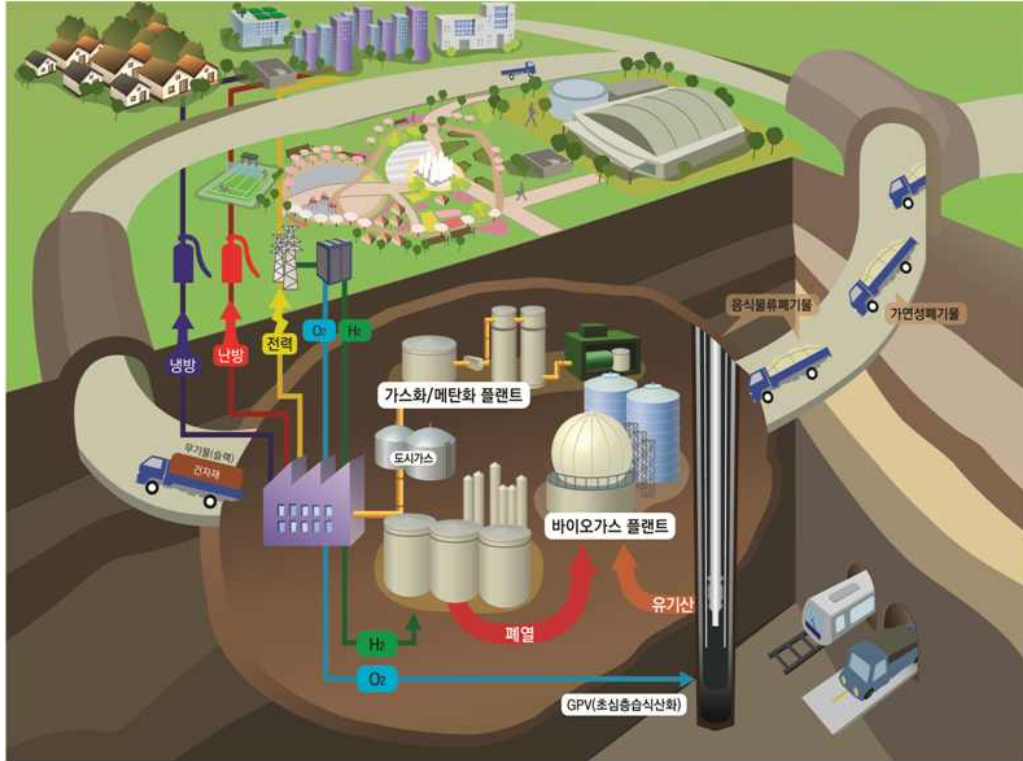 음식물류폐기물
가연성폐기물
O2
H2
전력
난방
냉방
가스화/메탄화 플랜트
도시가스
무기물(슬랙)
건자재
바이오가스 플랜트
유기산
폐열
H2
O2
GPV(초심층습식산화)